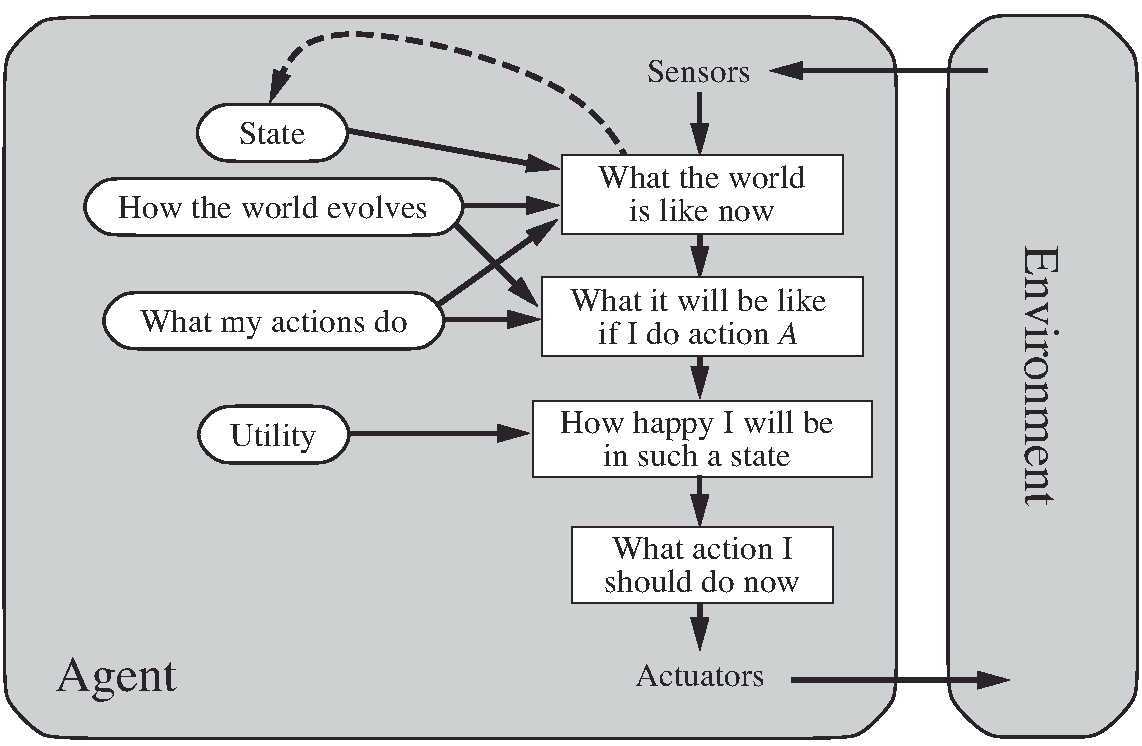 Sensors
State
What the world
is like now
How the world evolves
What it will be like
if I do action A
What my actions do
How happy I will be
in such a state
Utility
What action I
should do now
Agent
Actuators
Environment